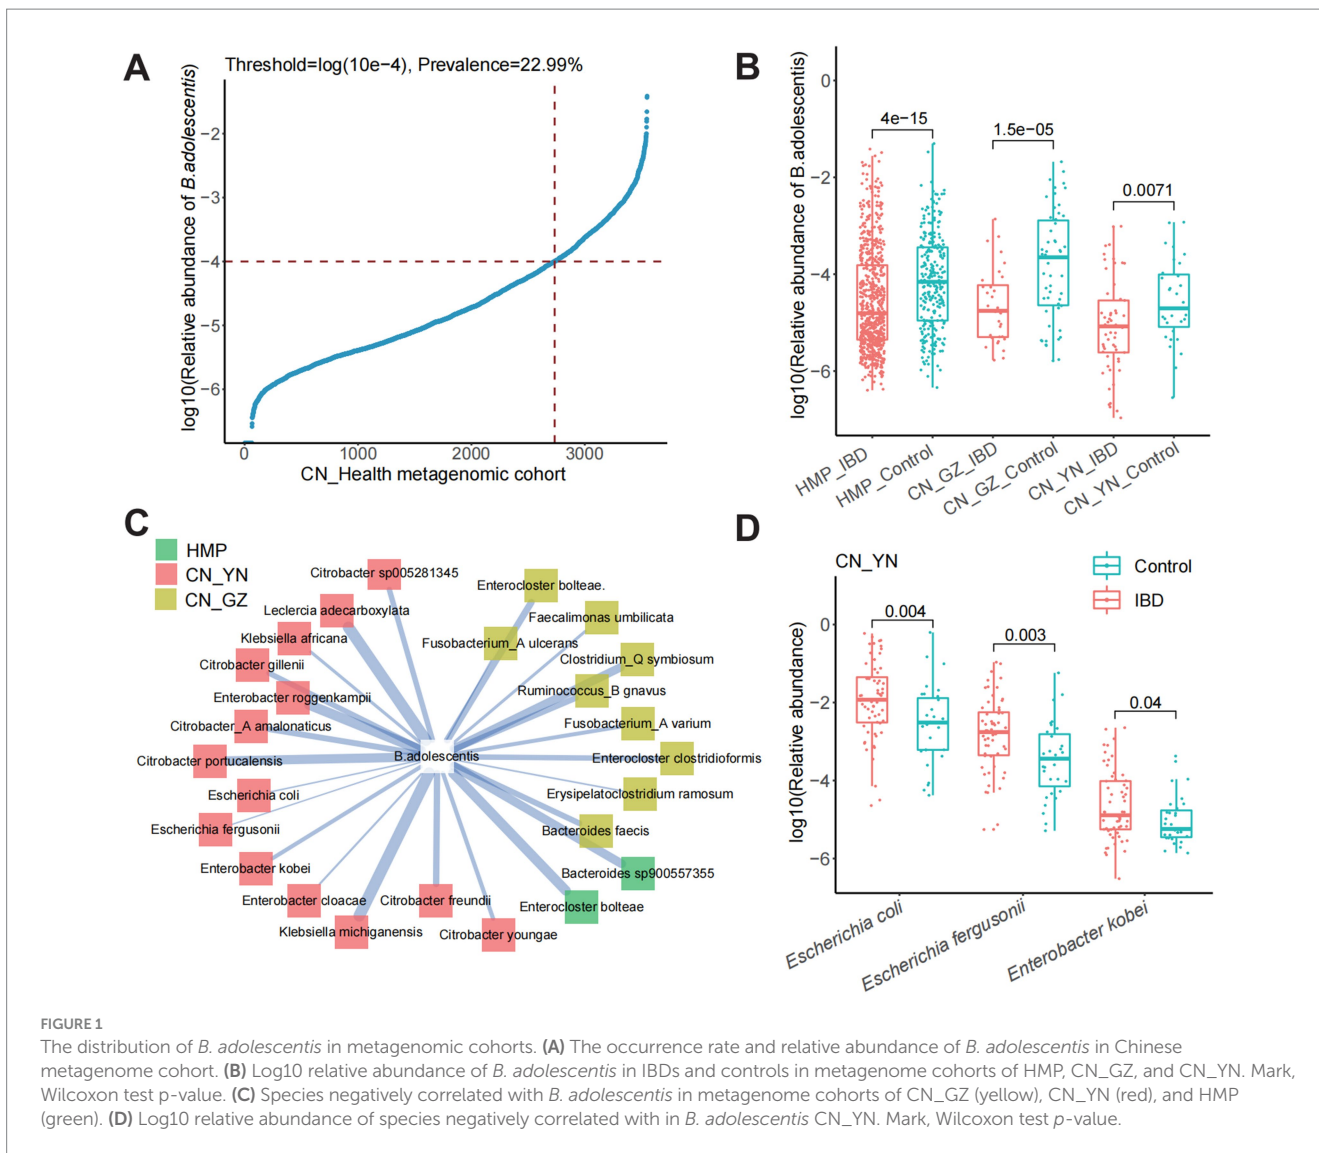 A
Threshold=log(10e−4), Prevalence=22.99%
log10(Relative abundance of B.adolescentis)
−2
−3
−4
−5
−6
0
1000
2000
3000
CN_Health metagenomic cohort
B
log10(Relative abundance of B.adolescentis)
0
−2
−4
−6
4e−15
1.5e−05
0.0071
HMP_IBD
HMP_Control
CN_GZ_IBD
CN_GZ_Control
CN_YN_IBD
CN_YN_Control
C
HMP
CN_YN
CN_GZ
Citrobacter sp005281345
Leclercia adecarboxylata
Klebsiella africana
Citrobacter gillenii
Enterobacter roggenkampii
Citrobacter_A amalonaticus
Citrobacter portucalensis
Escherichia coli
Escherichia fergusonii
Enterobacter kobei
Enterobacter cloacae
Klebsiella michiganensis
Citrobacter freundii
Citrobacter youngae
B.adolescentis
Enterocloster bolteae.
Faecalimonas umbilicata
Fusobacterium_A ulcerans
Clostridium_Q symbiosum
Ruminococcus_B gnavus
Fusobacterium_A varium
Enterocloster clostridioformis
Erysipelatoclostridium ramosum
Bacteroides faecis
Bacteroides sp900557355
Enterocloster bolteae
D
CN_YN
Control
IBD
log10(Relative abundance)
0
−2
−4
−6
0.004
0.003
0.04
Escherichia coli
Escherichia fergusonii
Enterobacter kobei
FIGURE 1
The distribution of B. adolescentis in metagenomic cohorts. (A) The occurrence rate and relative abundance of B. adolescentis in Chinese
metagenome cohort. (B) Log10 relative abundance of B. adolescentis in IBDs and controls in metagenome cohorts of HMP, CN_GZ, and CN_YN. Mark,
Wilcoxon test p-value. (C) Species negatively correlated with B. adolescentis in metagenome cohorts of CN_GZ (yellow), CN_YN (red), and HMP
(green). (D) Log10 relative abundance of species negatively correlated with in B. adolescentis CN_YN. Mark, Wilcoxon test p-value.